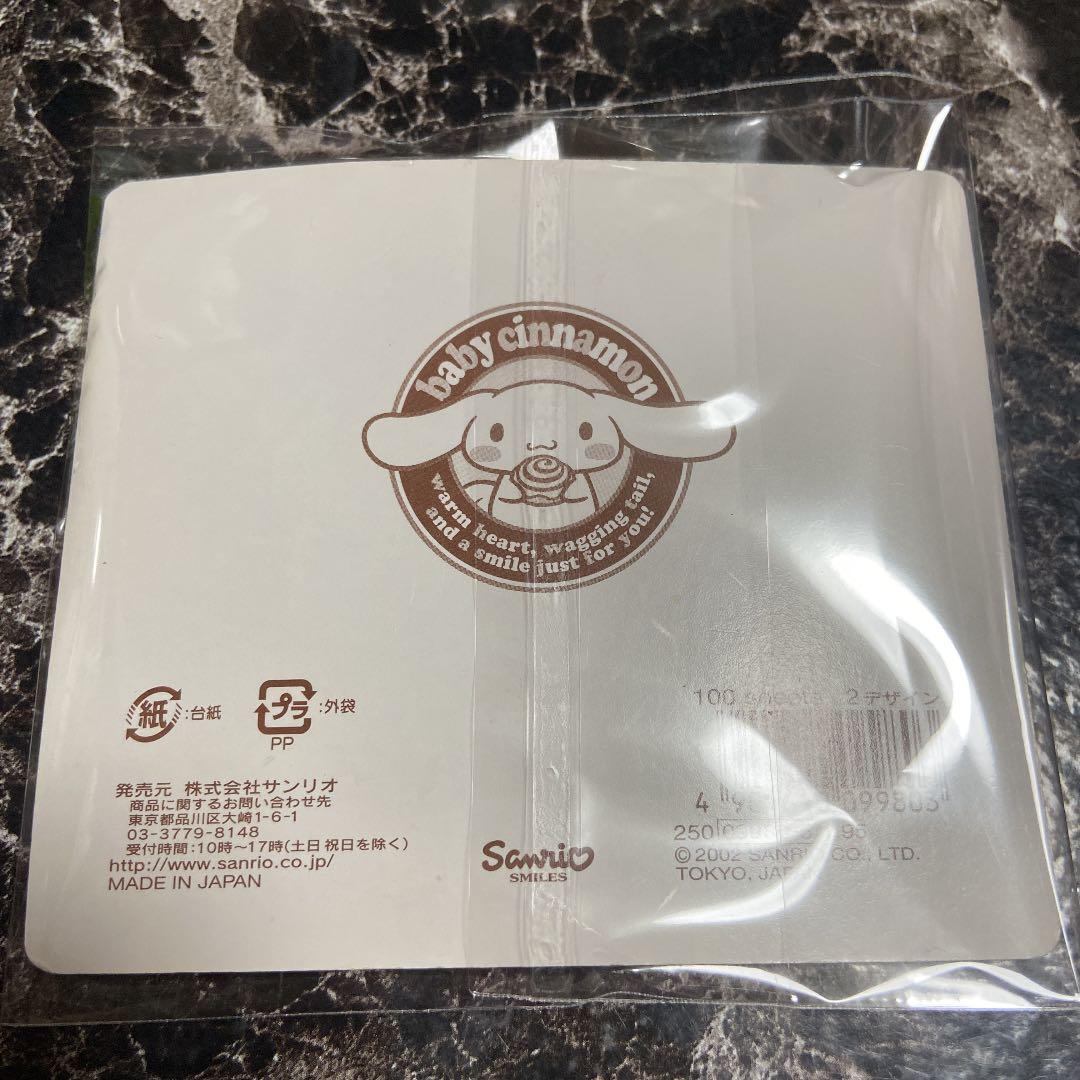 baby cinnamon
warm heart, wagging tail,
and a smile just for you!
紙 :台紙
プラ :外袋
PP
100 sheets 2デザイン
4
発売元 株式会社サンリオ
商品に関するお問い合わせ先
東京都品川区大崎1-6-1
03-3779-8148
受付時間:10時~17時(土日 祝日を除く)
http://www.sanrio.co.jp/
MADE IN JAPAN
Sanrio
SMILES
250
© 2002 SANRIO CO., LTD.
TOKYO, JAPAN